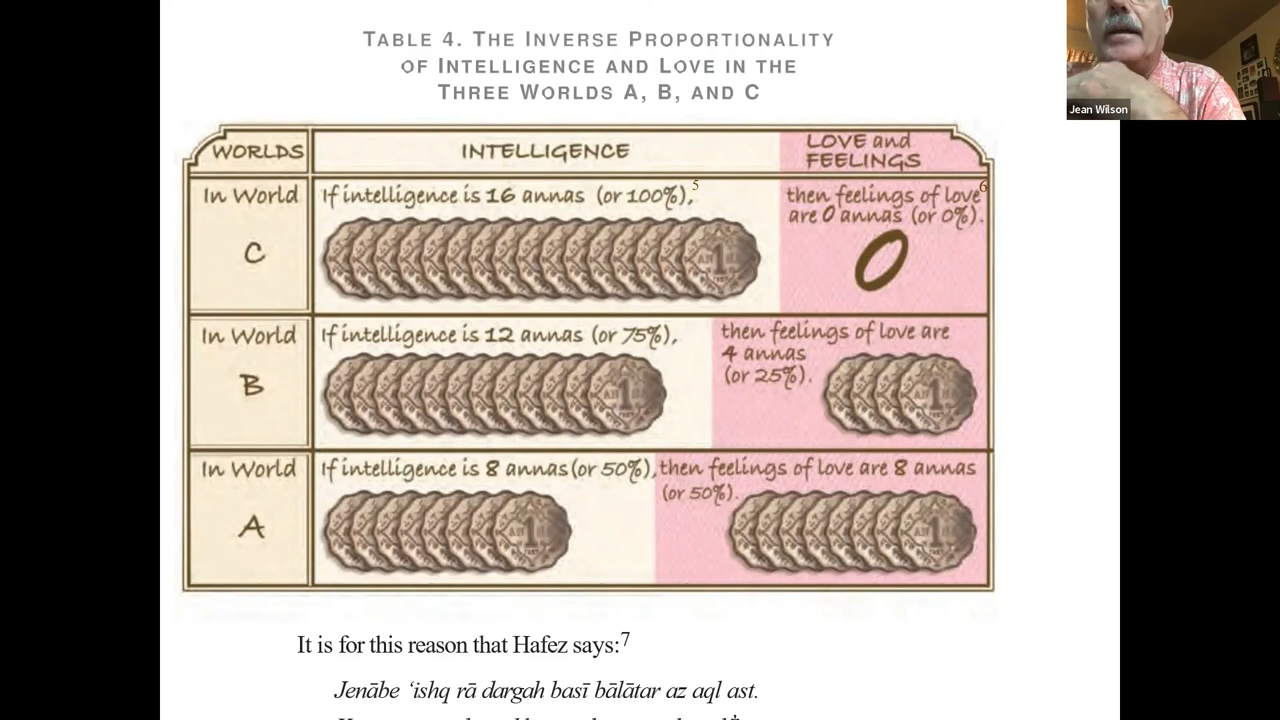 TABLE 4. THE INVERSE PROPORTIONALITY
OF INTELLIGENCE AND LOVE IN THE
THREE WORLDS A, B, AND C
WORLDS
INTELLIGENCE
LOVE and
FEELINGS
In World
C
If intelligence is 16 annas (or 100%),5
then feelings of love6
are 0 annas (or 0%).
0
In World
B
If intelligence is 12 annas (or 75%),
then feelings of love are
4 annas
(or 25%).
In World
A
If intelligence is 8 annas (or 50%),
then feelings of love are 8 annas
(or 50%).
It is for this reason that Hafez says:7
Jenābe ‘ishq rā dargah basī bālātar az aql ast.
Jean Wilson